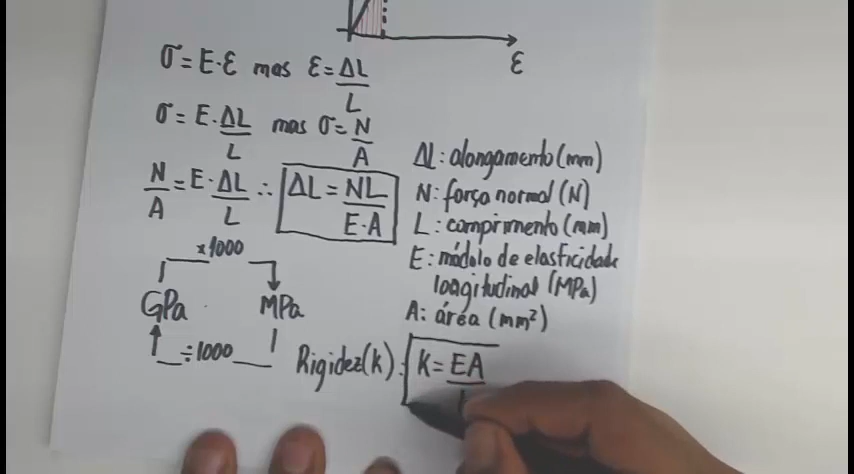 ε
σ = E·ε mas ε = ΔL/L
σ = E·ΔL/L mas σ = N/A
N/A = E·ΔL/L ∴ ΔL = NL/E·A
ΔL: alongamento (mm)
N: força normal (N)
L: comprimento (mm)
E: módulo de elasticidade
longitudinal (MPa)
A: área (mm²)
x1000
GPa MPa
÷1000
Rigidez (k): K = EA